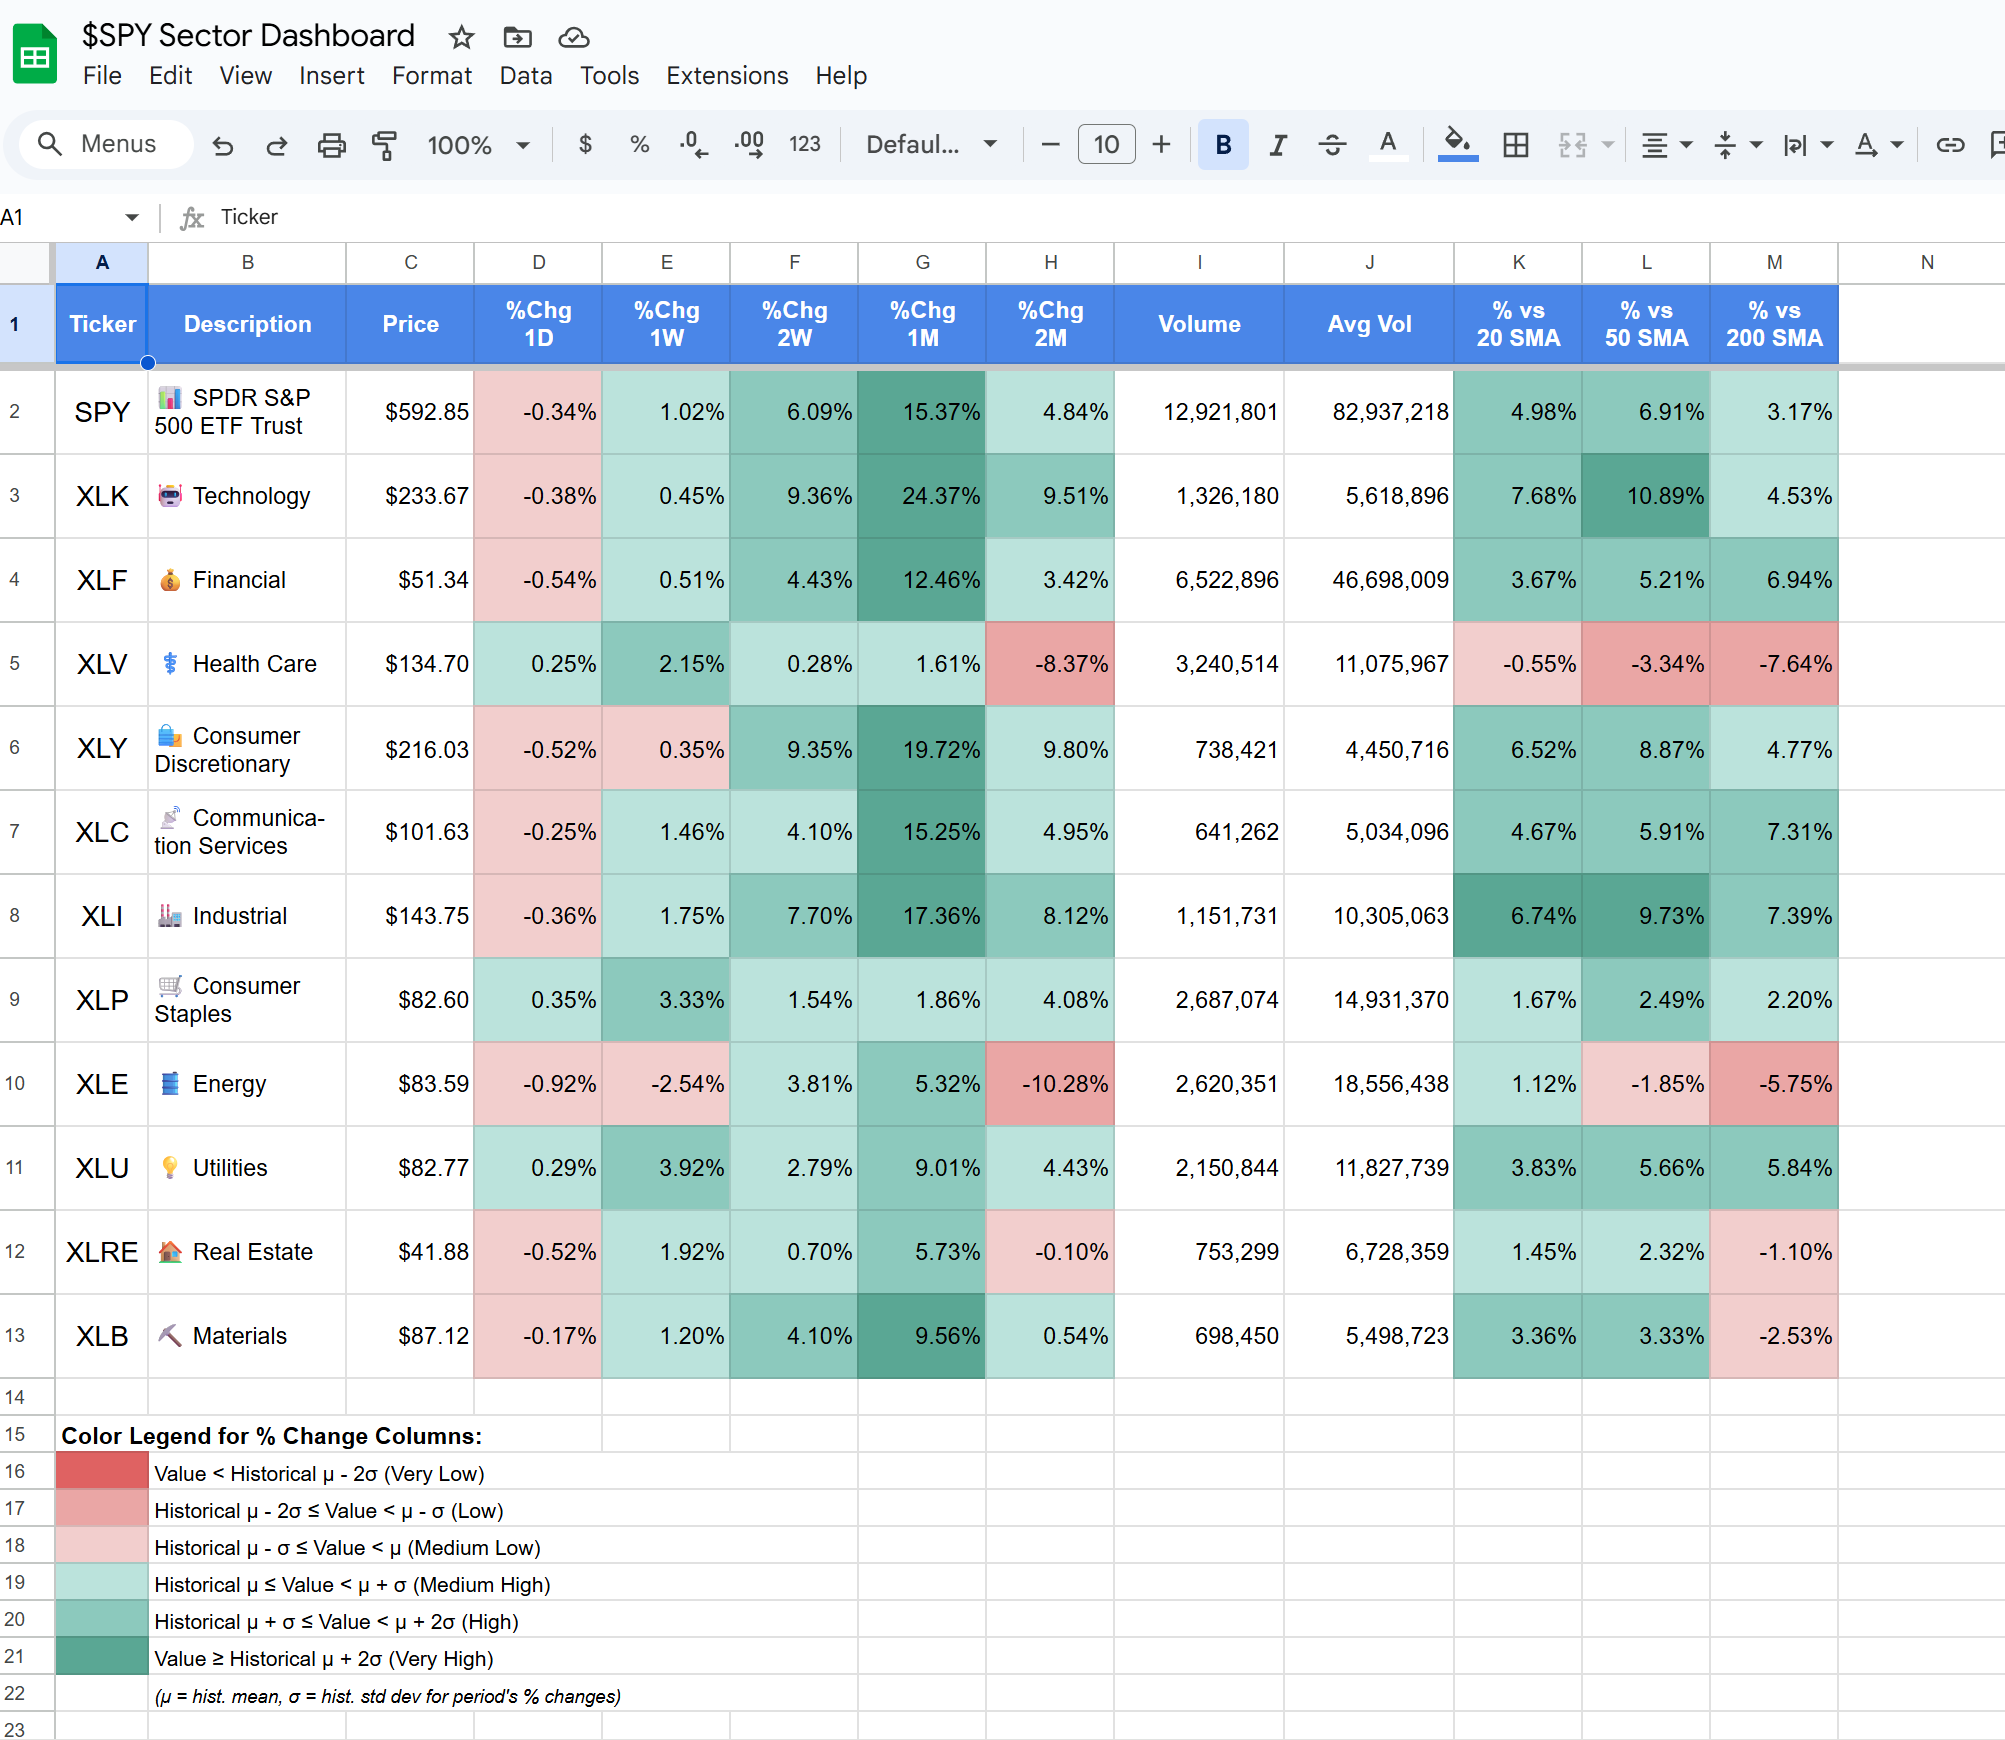 $SPY Sector Dashboard
File Edit View Insert Format Data Tools Extensions Help
Menus 100% $ % .0 .00 123 Defaul... 10 B I A A
A1 fx Ticker
A B C D E F G H I J K L M N
1 Ticker Description Price %Chg 1D %Chg 1W %Chg 2W %Chg 1M %Chg 2M Volume Avg Vol % vs 20 SMA % vs 50 SMA % vs 200 SMA
2 SPY SPDR S&P 500 ETF Trust $592.85 -0.34% 1.02% 6.09% 15.37% 4.84% 12,921,801 82,937,218 4.98% 6.91% 3.17%
3 XLK Technology $233.67 -0.38% 0.45% 9.36% 24.37% 9.51% 1,326,180 5,618,896 7.68% 10.89% 4.53%
4 XLF Financial $51.34 -0.54% 0.51% 4.43% 12.46% 3.42% 6,522,896 46,698,009 3.67% 5.21% 6.94%
5 XLV Health Care $134.70 0.25% 2.15% 0.28% 1.61% -8.37% 3,240,514 11,075,967 -0.55% -3.34% -7.64%
6 XLY Consumer Discretionary $216.03 -0.52% 0.35% 9.35% 19.72% 9.80% 738,421 4,450,716 6.52% 8.87% 4.77%
7 XLC Communica-tion Services $101.63 -0.25% 1.46% 4.10% 15.25% 4.95% 641,262 5,034,096 4.67% 5.91% 7.31%
8 XLI Industrial $143.75 -0.36% 1.75% 7.70% 17.36% 8.12% 1,151,731 10,305,063 6.74% 9.73% 7.39%
9 XLP Consumer Staples $82.60 0.35% 3.33% 1.54% 1.86% 4.08% 2,687,074 14,931,370 1.67% 2.49% 2.20%
10 XLE Energy $83.59 -0.92% -2.54% 3.81% 5.32% -10.28% 2,620,351 18,556,438 1.12% -1.85% -5.75%
11 XLU Utilities $82.77 0.29% 3.92% 2.79% 9.01% 4.43% 2,150,844 11,827,739 3.83% 5.66% 5.84%
12 XLRE Real Estate $41.88 -0.52% 1.92% 0.70% 5.73% -0.10% 753,299 6,728,359 1.45% 2.32% -1.10%
13 XLB Materials $87.12 -0.17% 1.20% 4.10% 9.56% 0.54% 698,450 5,498,723 3.36% 3.33% -2.53%
14
15 Color Legend for % Change Columns:
16 Value < Historical μ - 2σ (Very Low)
17 Historical μ - 2σ ≤ Value < μ - σ (Low)
18 Historical μ - σ ≤ Value < μ (Medium Low)
19 Historical μ ≤ Value < μ + σ (Medium High)
20 Historical μ + σ ≤ Value < μ + 2σ (High)
21 Value ≥ Historical μ + 2σ (Very High)
22 (μ = hist. mean, σ = hist. std dev for period's % changes)
23